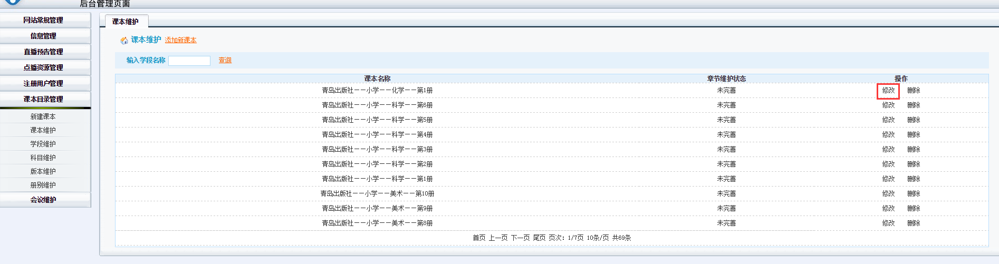 后台管理页面
网站常规管理
信息管理
直播预告管理
点播资源管理
注册用户管理
课本目录管理
新建课本
课本维护
学段维护
科目维护
版本维护
册别维护
会议维护
课本维护
课本维护 添加新课本
输入学段名称 查询
课本名称 章节维护状态 操作
青岛出版社——小学——化学——第1册 未完善 修改 删除
青岛出版社——小学——科学——第6册 未完善 修改 删除
青岛出版社——小学——科学——第5册 未完善 修改 删除
青岛出版社——小学——科学——第4册 未完善 修改 删除
青岛出版社——小学——科学——第3册 未完善 修改 删除
青岛出版社——小学——科学——第2册 未完善 修改 删除
青岛出版社——小学——科学——第1册 未完善 修改 删除
青岛出版社——小学——美术——第10册 未完善 修改 删除
青岛出版社——小学——美术——第9册 未完善 修改 删除
青岛出版社——小学——美术——第8册 未完善 修改 删除
首页 上一页 下一页 尾页 页次：1/7页 10条/页 共69条